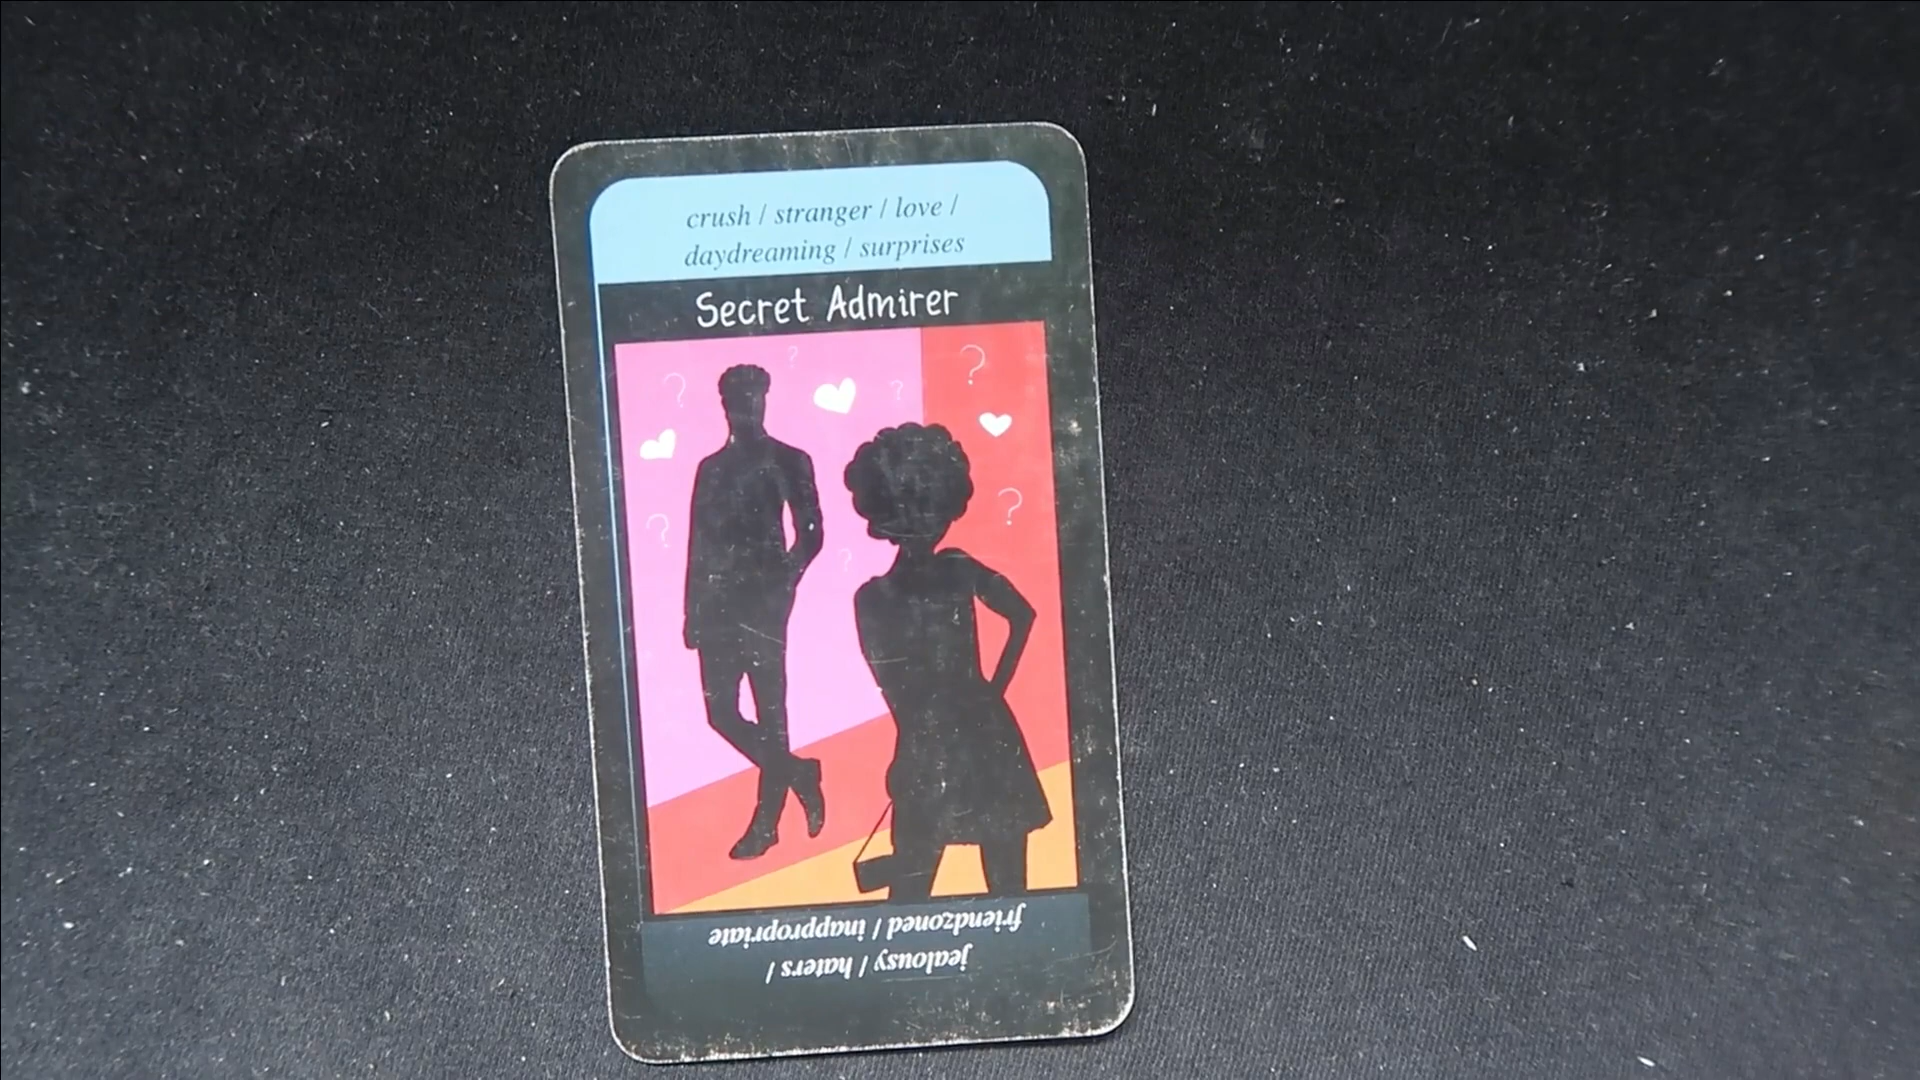 crush / stranger / love /
daydreaming / surprises
Secret Admirer
? ? ? ?
? ? ?
jealousy / haters /
friendzoned / inappropriate